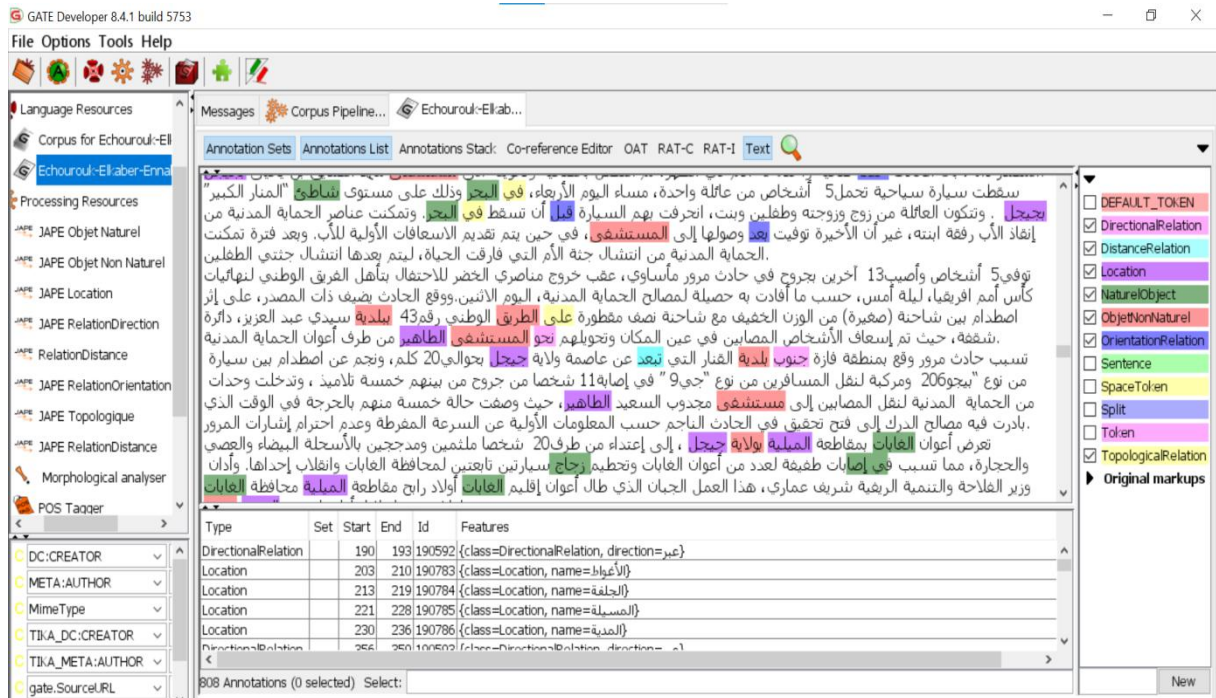 GATE Developer 8.4.1 build 5753
File Options Tools Help
Language Resources
Corpus for Echourouk-Ell
Echourouk-Elkaber-Ennal
Processing Resources
JAPE Objet Naturel
JAPE Objet Non Naturel
JAPE Location
JAPE RelationDirection
RelationDistance
JAPE RelationOrientation
JAPE Topologique
JAPE RelationDistance
Morphological analyser
POS Tagger
DC:CREATOR
META:AUTHOR
MimeType
TIKA_DC:CREATOR
TIKA_META:AUTHOR
gate.SourceURL
Messages Corpus Pipeline... Echourouk-Elkab...
Annotation Sets Annotations List Annotations Stack Co-reference Editor OAT RAT-C RAT-I Text
سقطت سيارة سياحية تحمل5 أشخاص من عائلة واحدة، مساء اليوم الأربعاء، في البحر وذلك على مستوى شاطئ "المنار الكبير"
بجيجل . وتتكون العائلة من زوج وزوجته وطفلين وبنت، انحرفت بهم السيارة قبل أن تسقط في البحر. وتمكنت عناصر الحماية المدنية من
إنقاذ الأب رفقة ابنته، غير أن الأخيرة توفيت بعد وصولها إلى المستشفى، في حين يتم تقديم الاسعافات الأولية للأب. وبعد فترة تمكنت
الحماية المدنية من انتشال جثة الأم التي فارقت الحياة، ليتم بعدها انتشال جثتي الطفلين.
توفي5 أشخاص وأصيب13 آخرين بجروح في حادث مرور مأساوي، عقب خروج مناصري الخضر للاحتفال بتأهل الفريق الوطني لنهائيات
كأس أمم افريقيا، ليلة أمس، حسب ما أفادت به حصيلة لمصالح الحماية المدنية، اليوم الاثنين.ووقع الحادث يضيف ذات المصدر، على إثر
اصطدام بين شاحنة (صغيرة) من الوزن الخفيف مع شاحنة نصف مقطورة على الطريق الوطني رقم43 ببلدية سيدي عبد العزيز، دائرة
شقفة، حيث تم إسعاف الأشخاص المصابين في عين المكان وتحويلهم نحو المستشفى الطاهير من طرف أعوان الحماية المدنية.
تسبب حادث مرور وقع بمنطقة فازة جنوب بلدية القنار التي تبعد عن عاصمة ولاية جيجل بحوالي20 كلم، ونجم عن اصطدام بين سيارة
من نوع "بيجو206 ومركبة لنقل المسافرين من نوع "جي9" في إصابة11 شخصا من جروح من بينهم خمسة تلاميذ ، وتدخلت وحدات
من الحماية المدنية لنقل المصابين إلى مستشفى مجدوب السعيد الطاهير، حيث وصفت حالة خمسة منهم بالحرجة في الوقت الذي
بادرت فيه مصالح الدرك إلى فتح تحقيق في الحادث الناجم حسب المعلومات الأولية عن السرعة المفرطة وعدم احترام إشارات المرور.
تعرض أعوان الغابات بمقاطعة الميلية بولاية جيجل ، إلى إعتداء من طرف20 شخصا ملثمين ومدججين بالأسحلة البيضاء والعصي
والحجارة، مما تسبب في إصابات طفيفة لعدد من أعوان الغابات وتحطيم زجاج سيارتين تابعتين لمحافظة الغابات وانقلاب إحداها. وأدان
وزير الفلاحة والتنمية الريفية شريف عماري، هذا العمل الجبان الذي طال أعوان إقليم الغابات أولاد رابح مقاطعة الميلية محافظة الغابات
DEFAULT_TOKEN
DirectionalRelation
DistanceRelation
Location
NaturelObject
ObjetNonNaturel
OrientationRelation
Sentence
SpaceToken
Split
Token
TopologicalRelation
Original markups
Type Set Start End Id Features
DirectionalRelation 190 193 190592 {class=DirectionalRelation, direction=عبر}
Location 203 210 190783 {class=Location, name=الأغواط}
Location 213 219 190784 {class=Location, name=الجلفة}
Location 221 228 190785 {class=Location, name=المسيلة}
Location 230 236 190786 {class=Location, name=المدية}
808 Annotations (0 selected) Select:
New